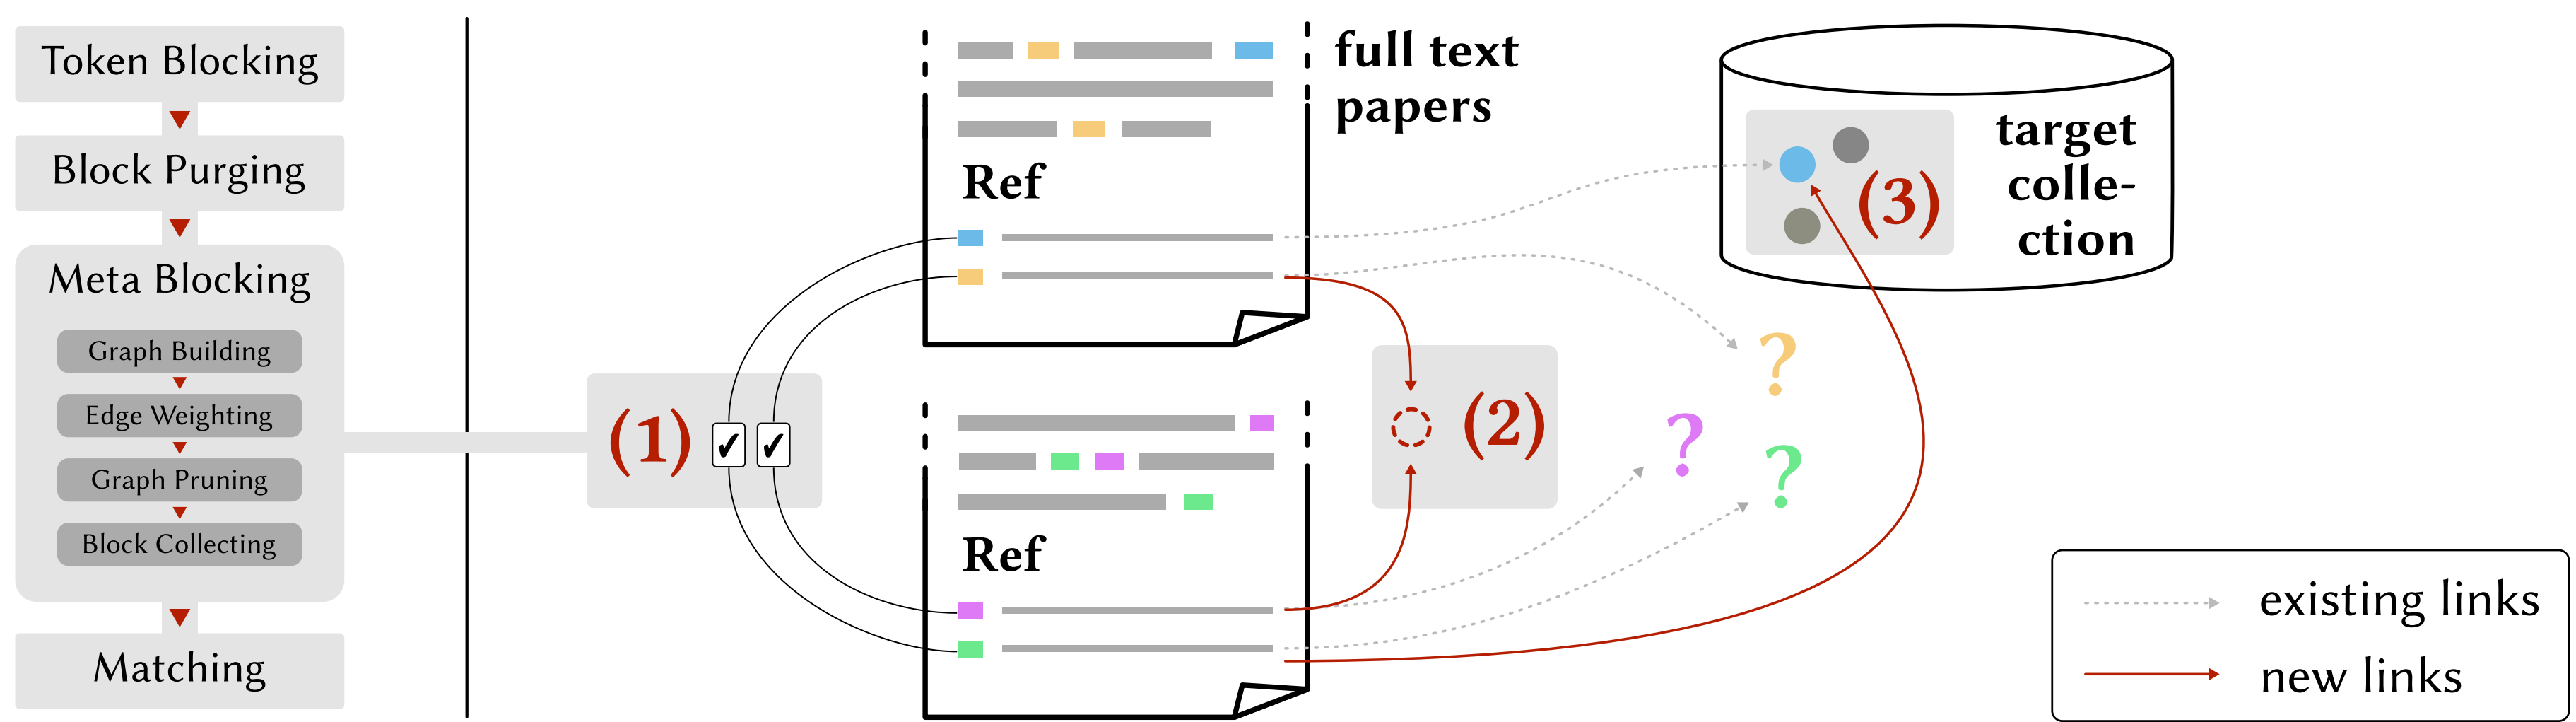 Token Blocking
Block Purging
Meta Blocking
Graph Building
Edge Weighting
Graph Pruning
Block Collecting
Matching
(1)
full text
papers
Ref
Ref
(2)
(3)
target
colle-
ction
?
?
?
existing links
new links